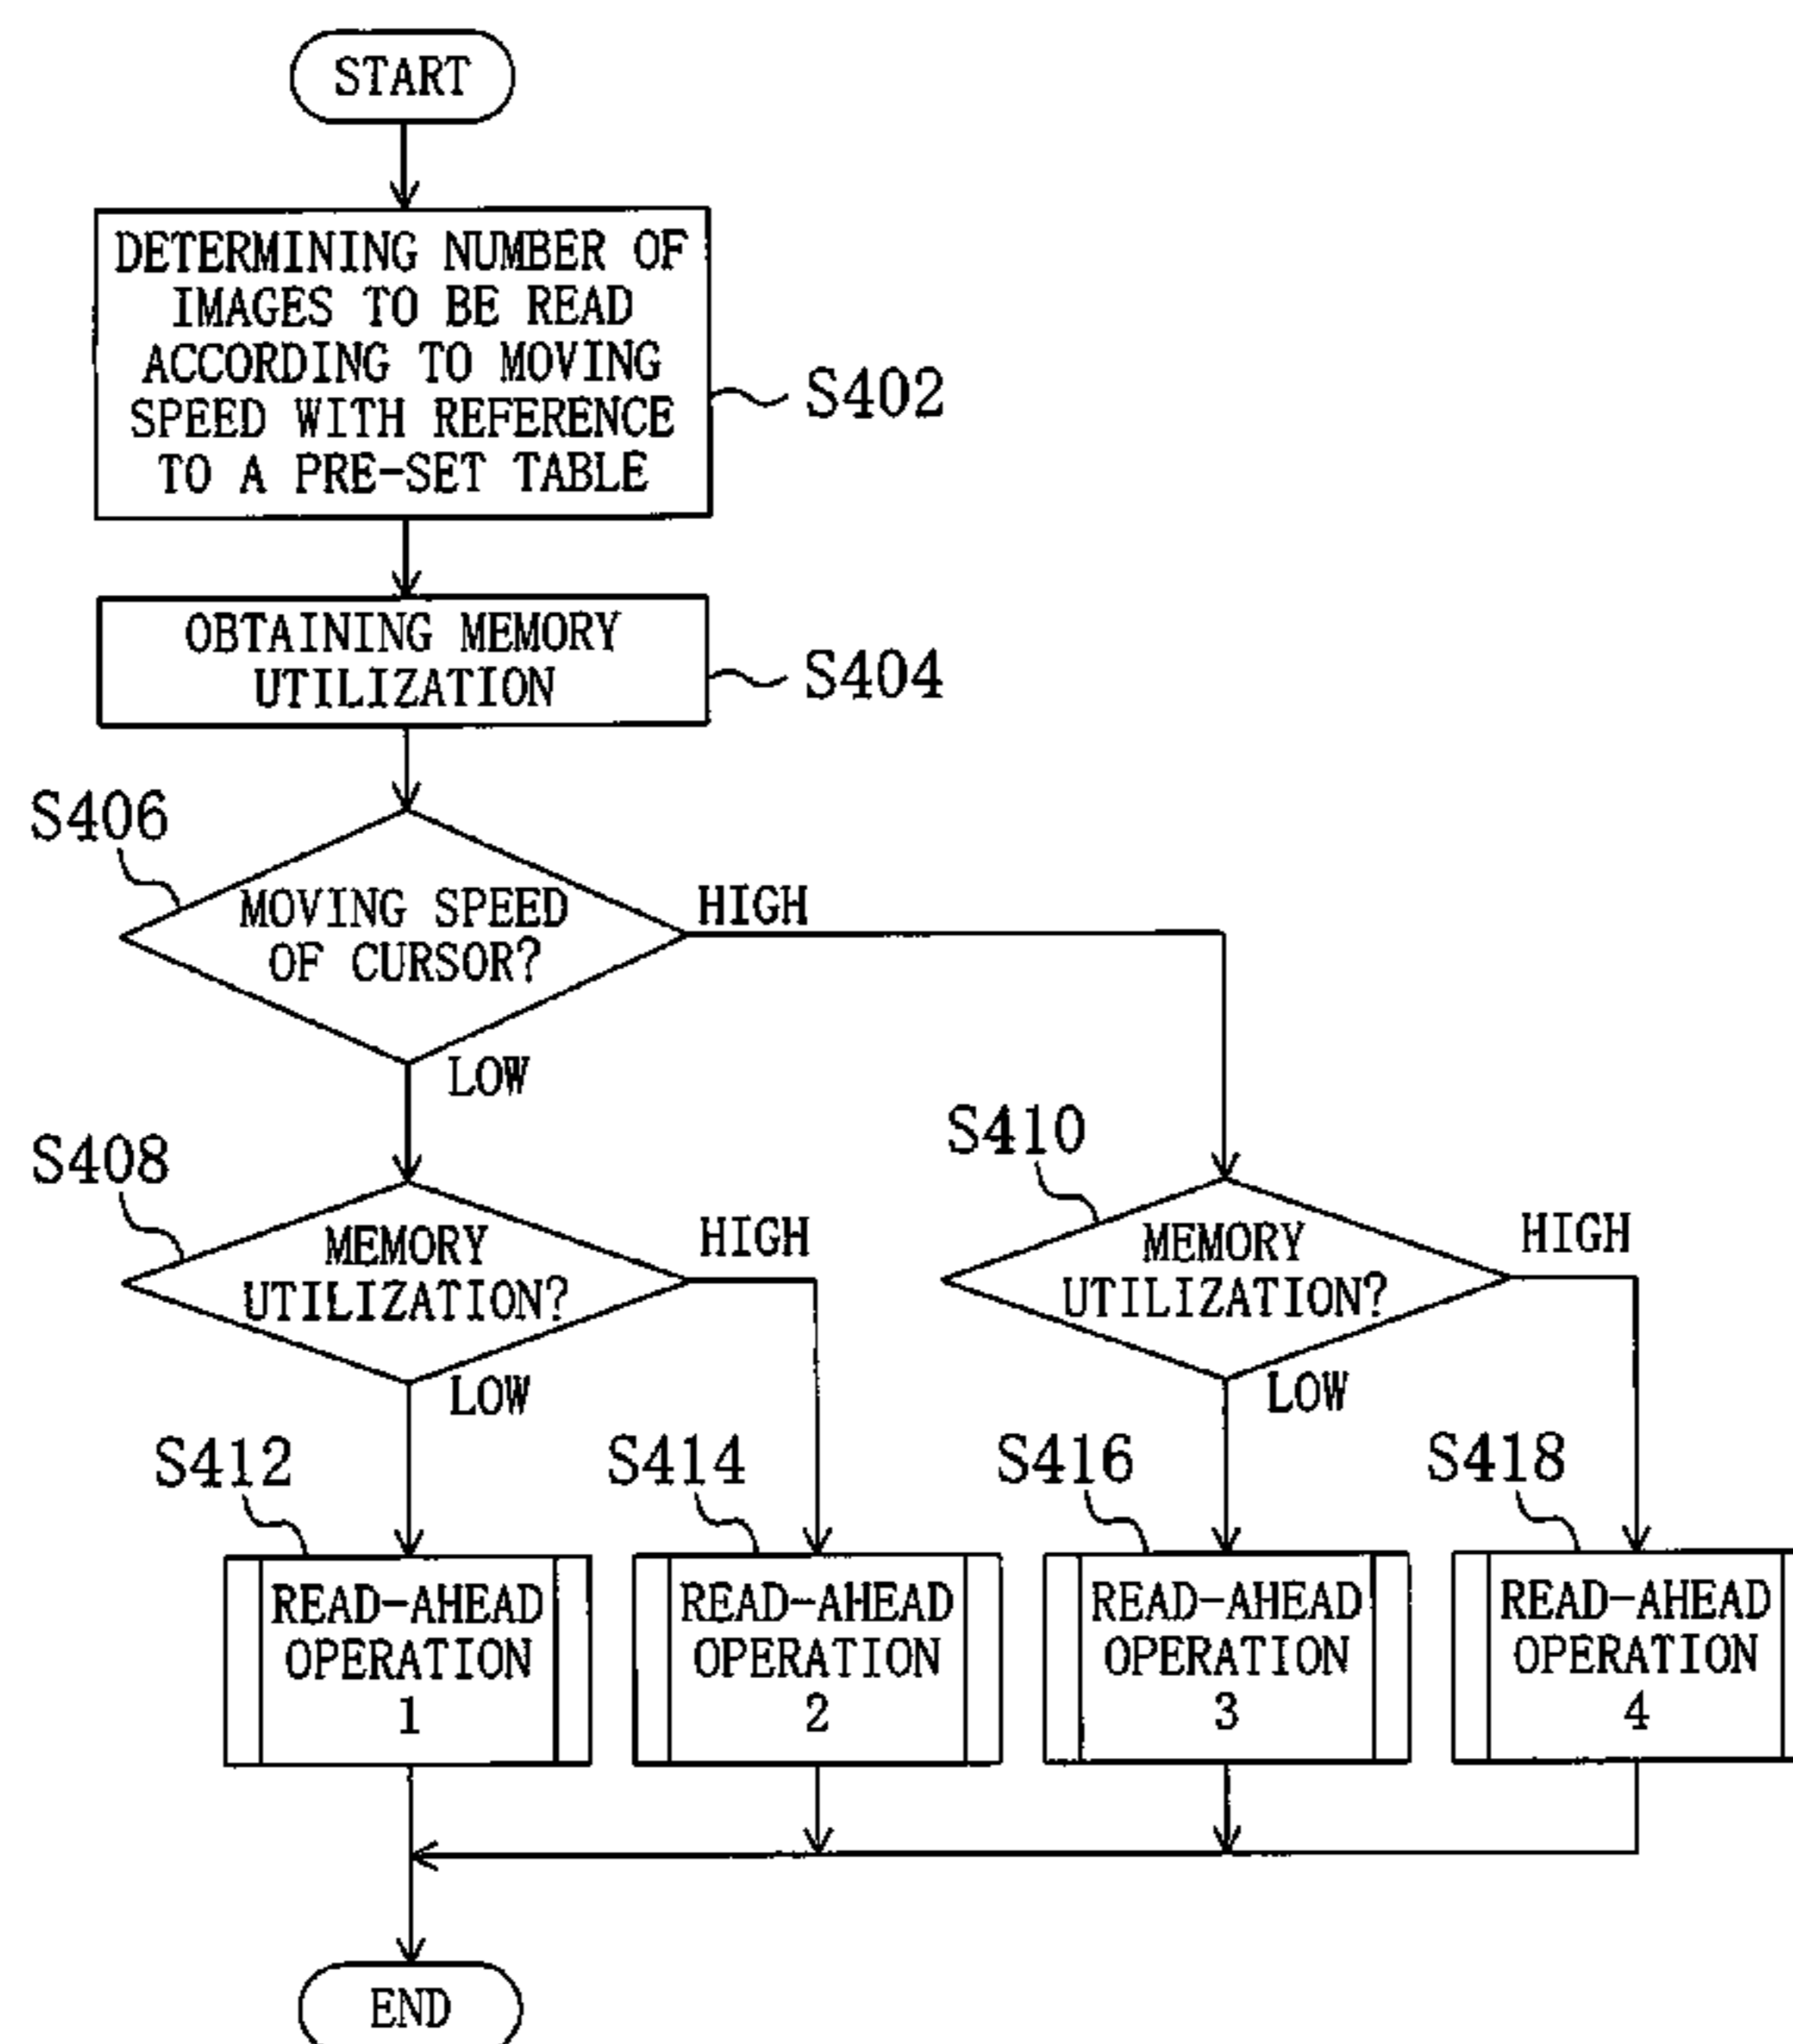 START
DETERMINING NUMBER OF
IMAGES TO BE READ
ACCORDING TO MOVING
SPEED WITH REFERENCE
TO A PRE-SET TABLE
S402
OBTAINING MEMORY
UTILIZATION
S404
S406
MOVING SPEED
OF CURSOR?
HIGH
LOW
S408
MEMORY
UTILIZATION?
HIGH
LOW
S410
MEMORY
UTILIZATION?
HIGH
LOW
S412
READ-AHEAD
OPERATION
1
S414
READ-AHEAD
OPERATION
2
S416
READ-AHEAD
OPERATION
3
S418
READ-AHEAD
OPERATION
4
END